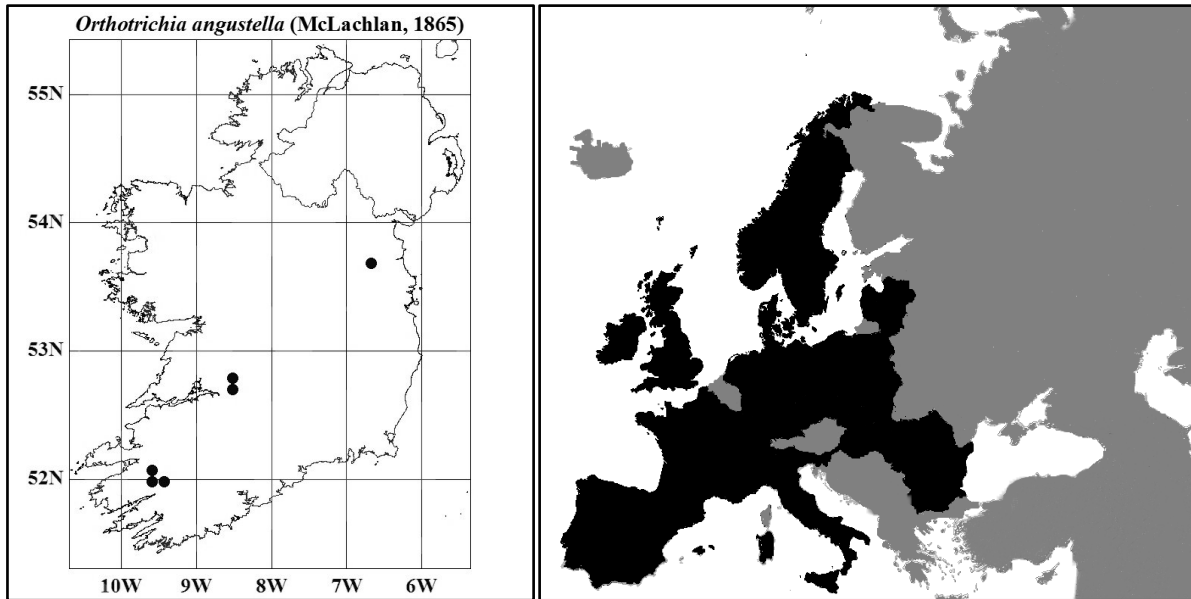 Orthotrichia angustella (McLachlan, 1865)
55N
54N
53N
52N
10W 9W 8W 7W 6W